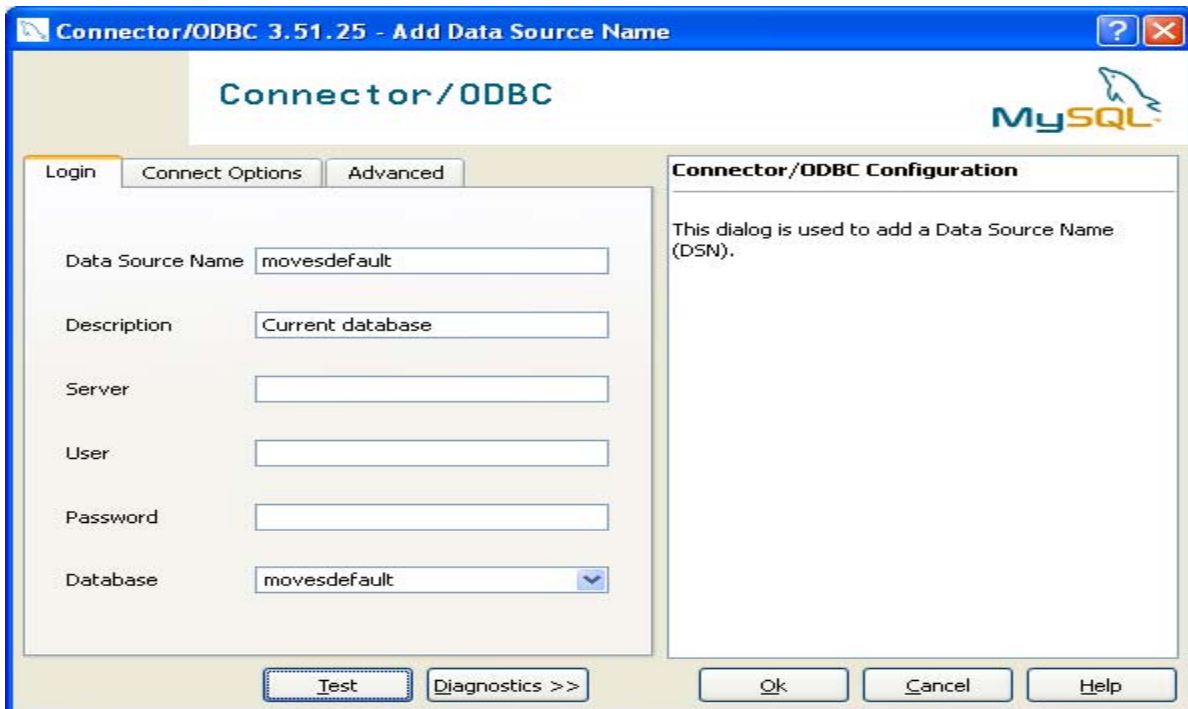 Connector/ODBC 3.51.25 - Add Data Source Name
Connector/ODBC
MySQL
Login
Connect Options
Advanced
Data Source Name movesdefault
Description Current database
Server
User
Password
Database movesdefault
Connector/ODBC Configuration
This dialog is used to add a Data Source Name
(DSN).
Test
Diagnostics >>
Ok
Cancel
Help